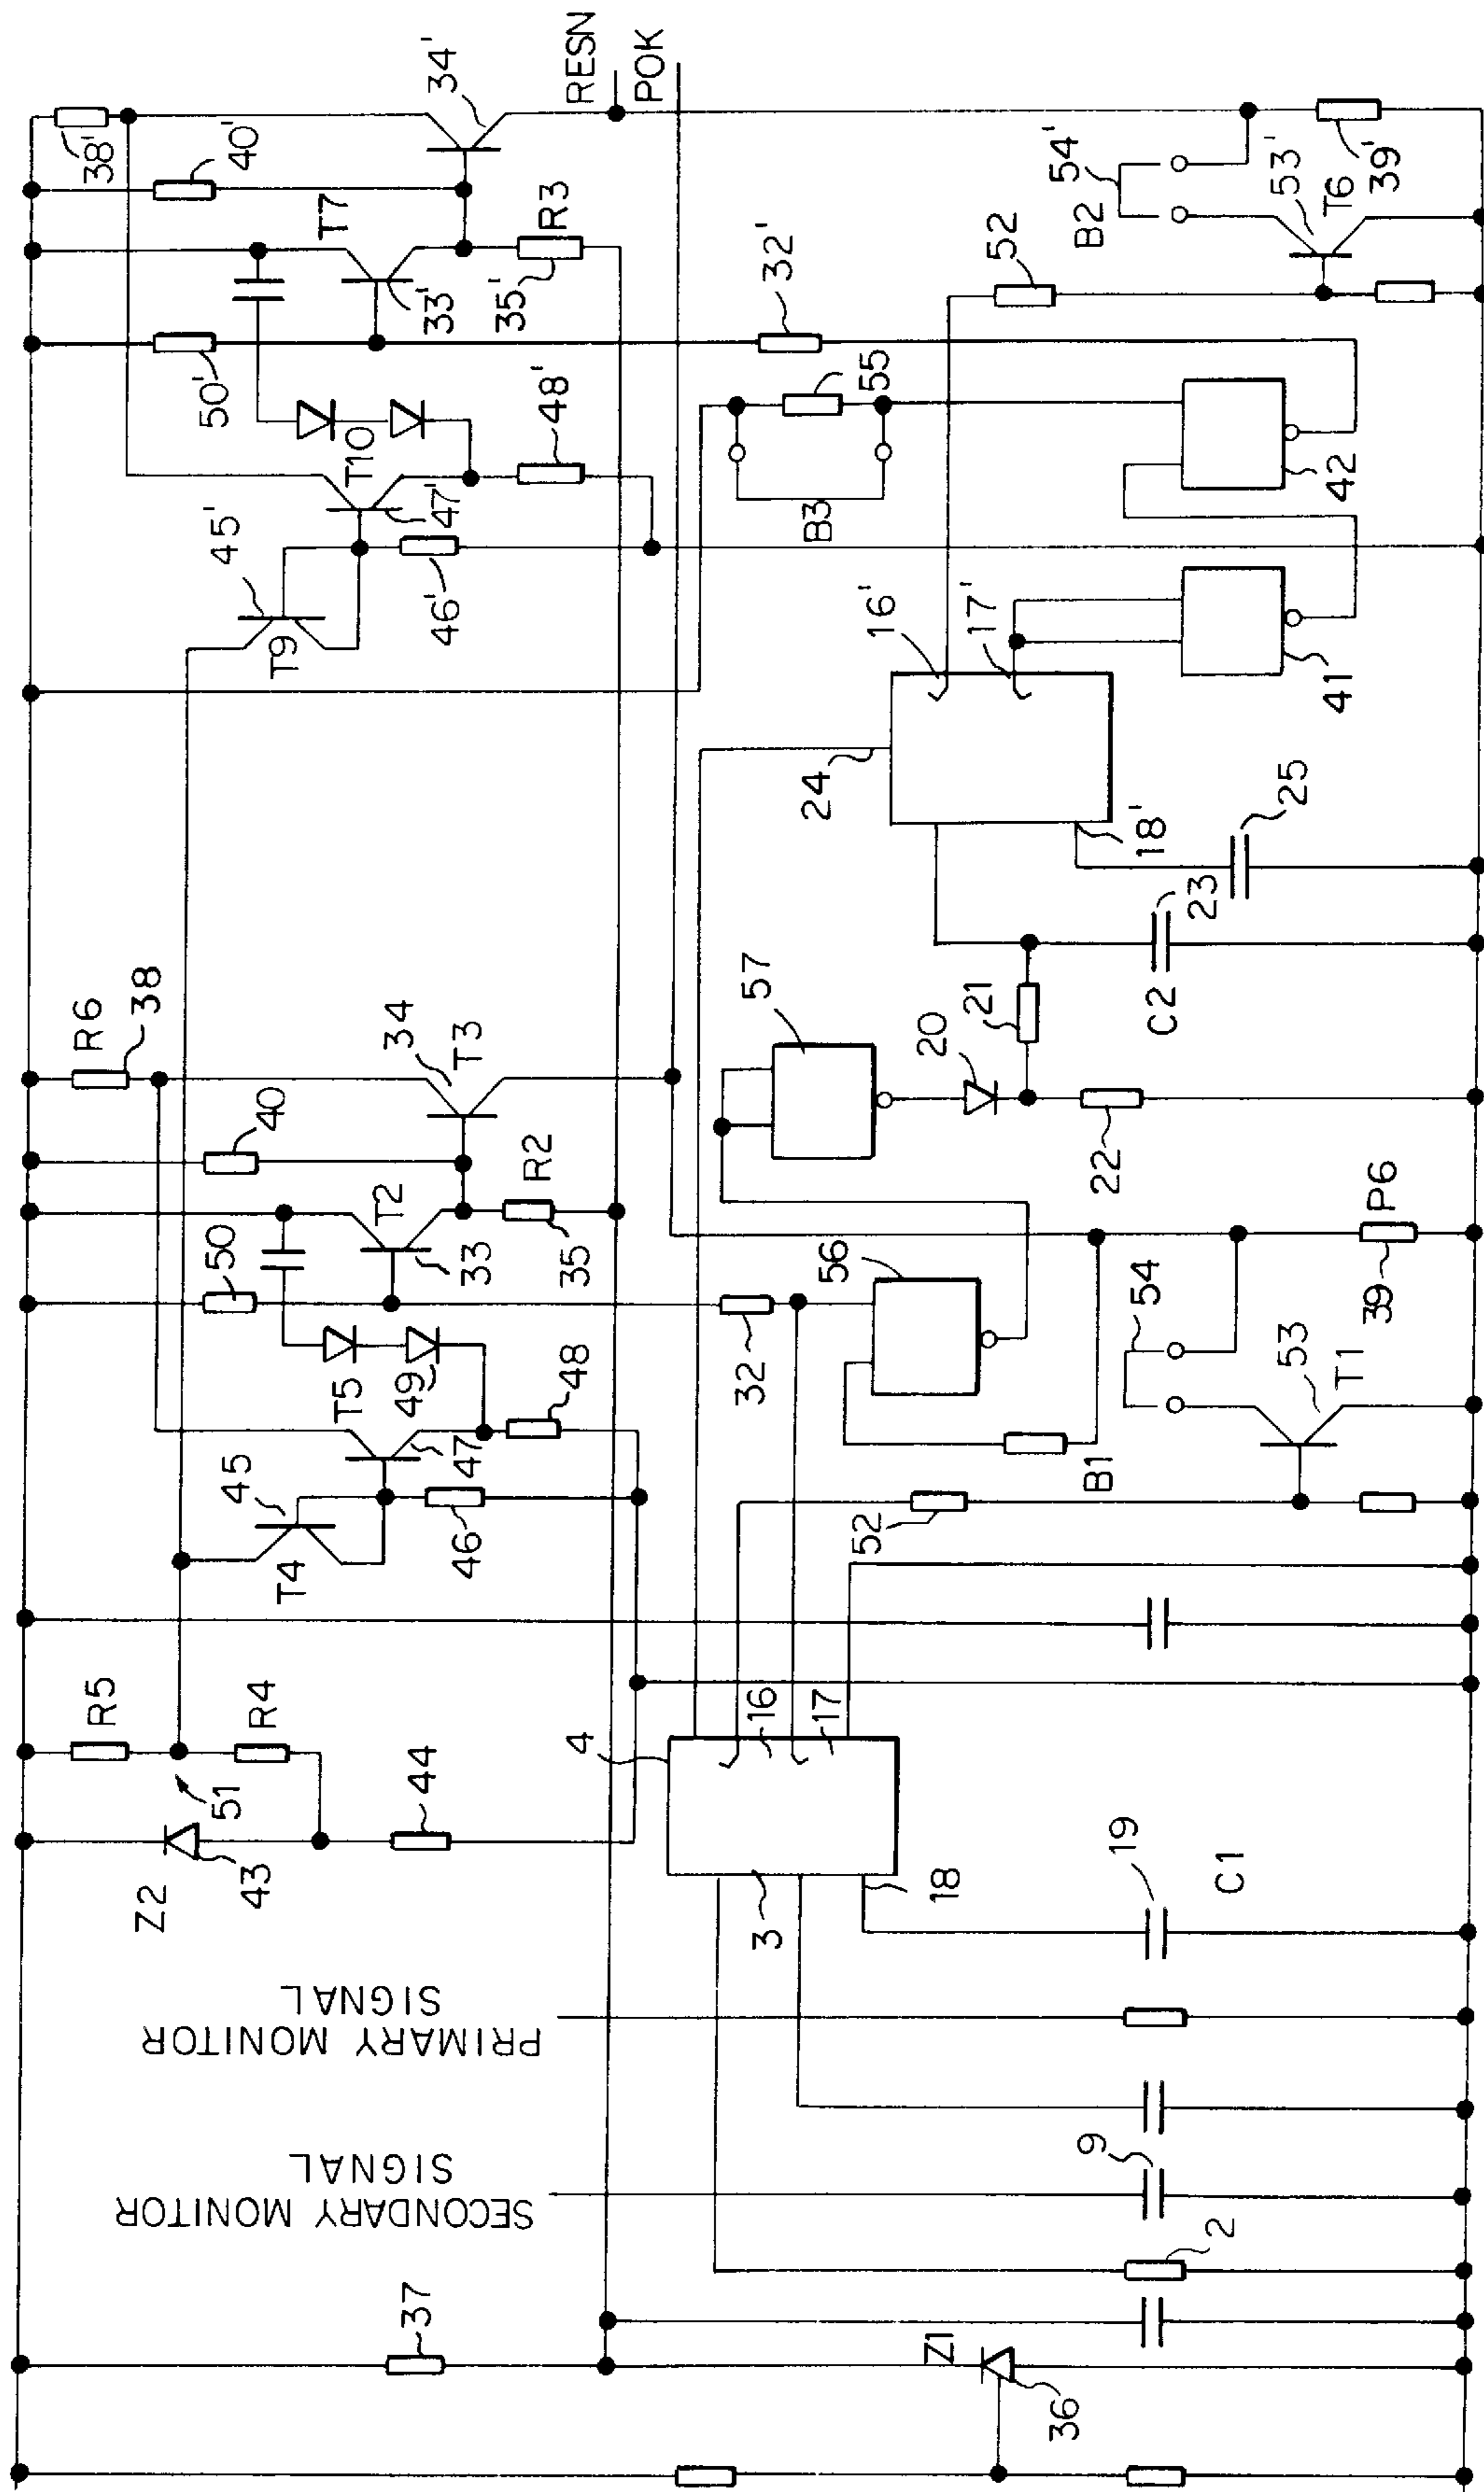 38'
40'
34'
RESN
POK
T7
33'
R3
35'
50'
32'
52
B2
54'
53'
T6
39'
T10
47'
48'
55
B3
45'
T9
46'
42
41
16'
17'
24
18'
25
23
C2
R6
38
34
T3
40
T2
33
R2
35
50
57
20
21
22
56
P6
39
54
53
T1
T5
49
47
48
32
B1
52
45
T4
46
R5
R4
51
Z2
43
44
4
16
17
3
18
19
C1
PRIMARY MONITOR
SIGNAL
SECONDARY MONITOR
SIGNAL
9
2
37
Z1
36